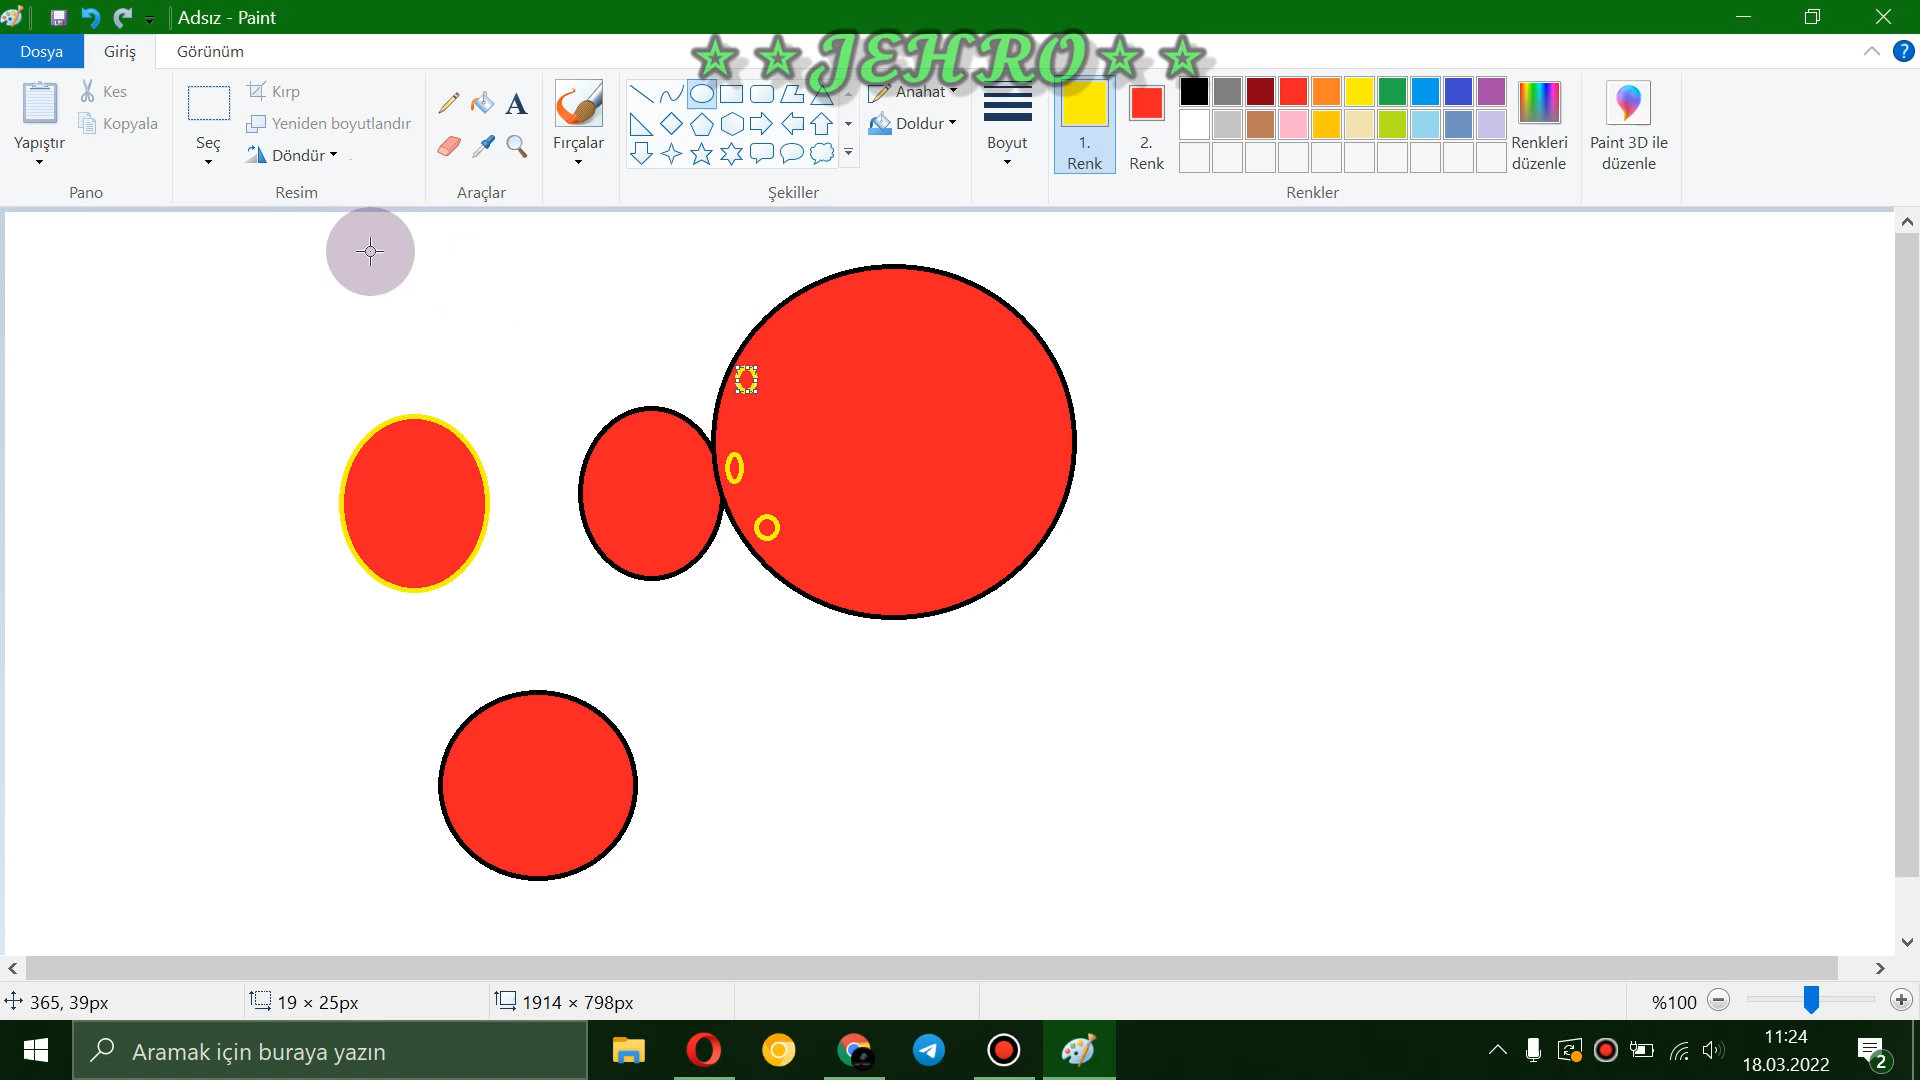 Adsız - Paint
☆ ☆ JEHRO ☆ ☆
Dosya Giriş Görünüm
Yapıştır
Kes
Kopyala
Pano
Seç
Kırp
Yeniden boyutlandır
Döndür
Resim
A
Araçlar
Fırçalar
Şekiller
Anahat
Doldur
Boyut
1.
Renk
2.
Renk
Renkler
Renkleri
düzenle
Paint 3D ile
düzenle
365, 39px
19 × 25px
1914 × 798px
%100
Aramak için buraya yazın
11:24
18.03.2022
2